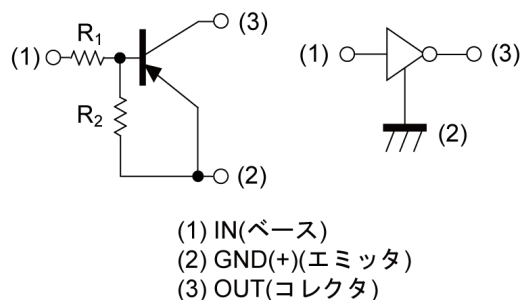 (3)
R1
(1)
R2
(2)
(1)
(3)
(2)
(1) IN(ベース)
(2) GND(+)(エミッタ)
(3) OUT(コレクタ)